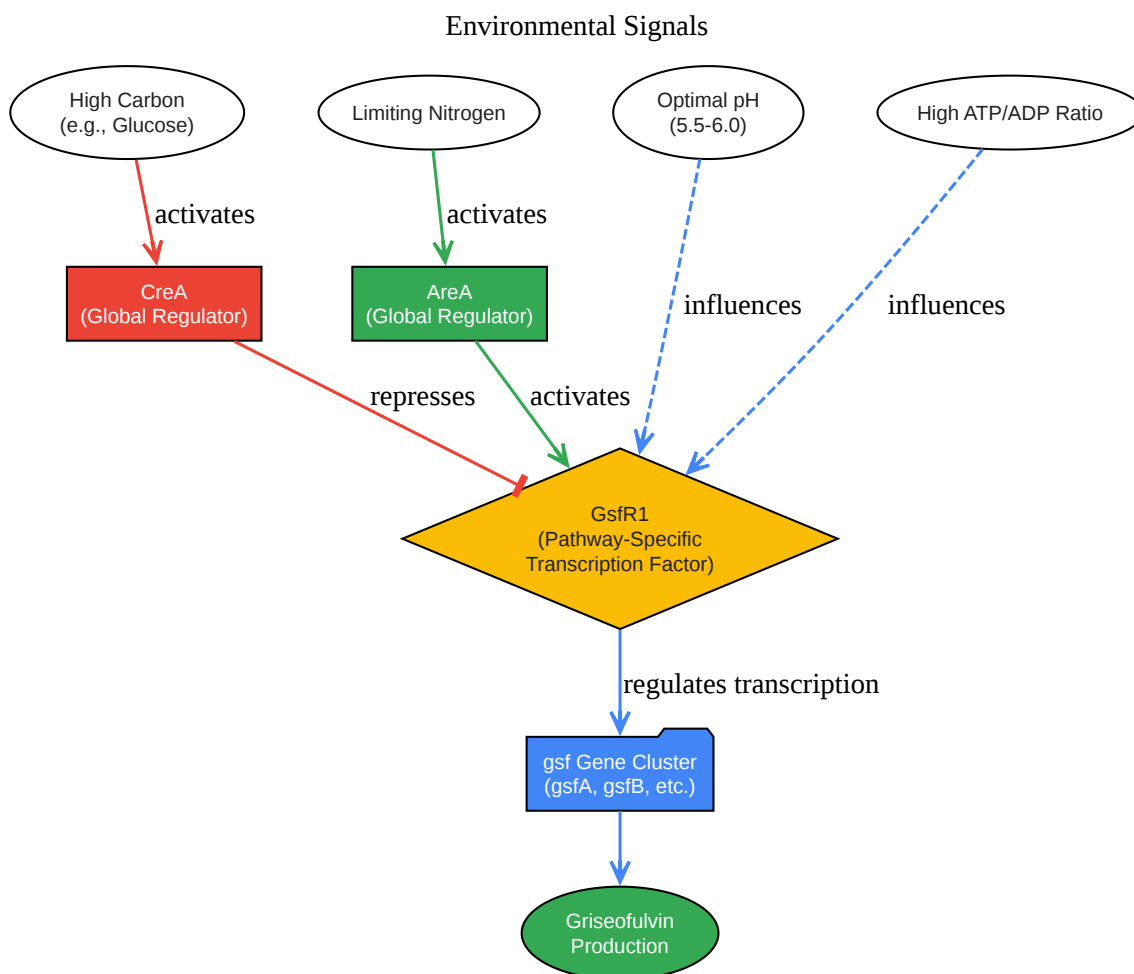 Environmental Signals
High Carbon
(e.g., Glucose)
Limiting Nitrogen
Optimal pH
(5.5-6.0)
High ATP/ADP Ratio
activates
activates
CreA
(Global Regulator)
AreA
(Global Regulator)
influences
influences
represses
activates
GsfR1
(Pathway-Specific
Transcription Factor)
regulates transcription
gsf Gene Cluster
(gsfA, gsfB, etc.)
Griseofulvin
Production